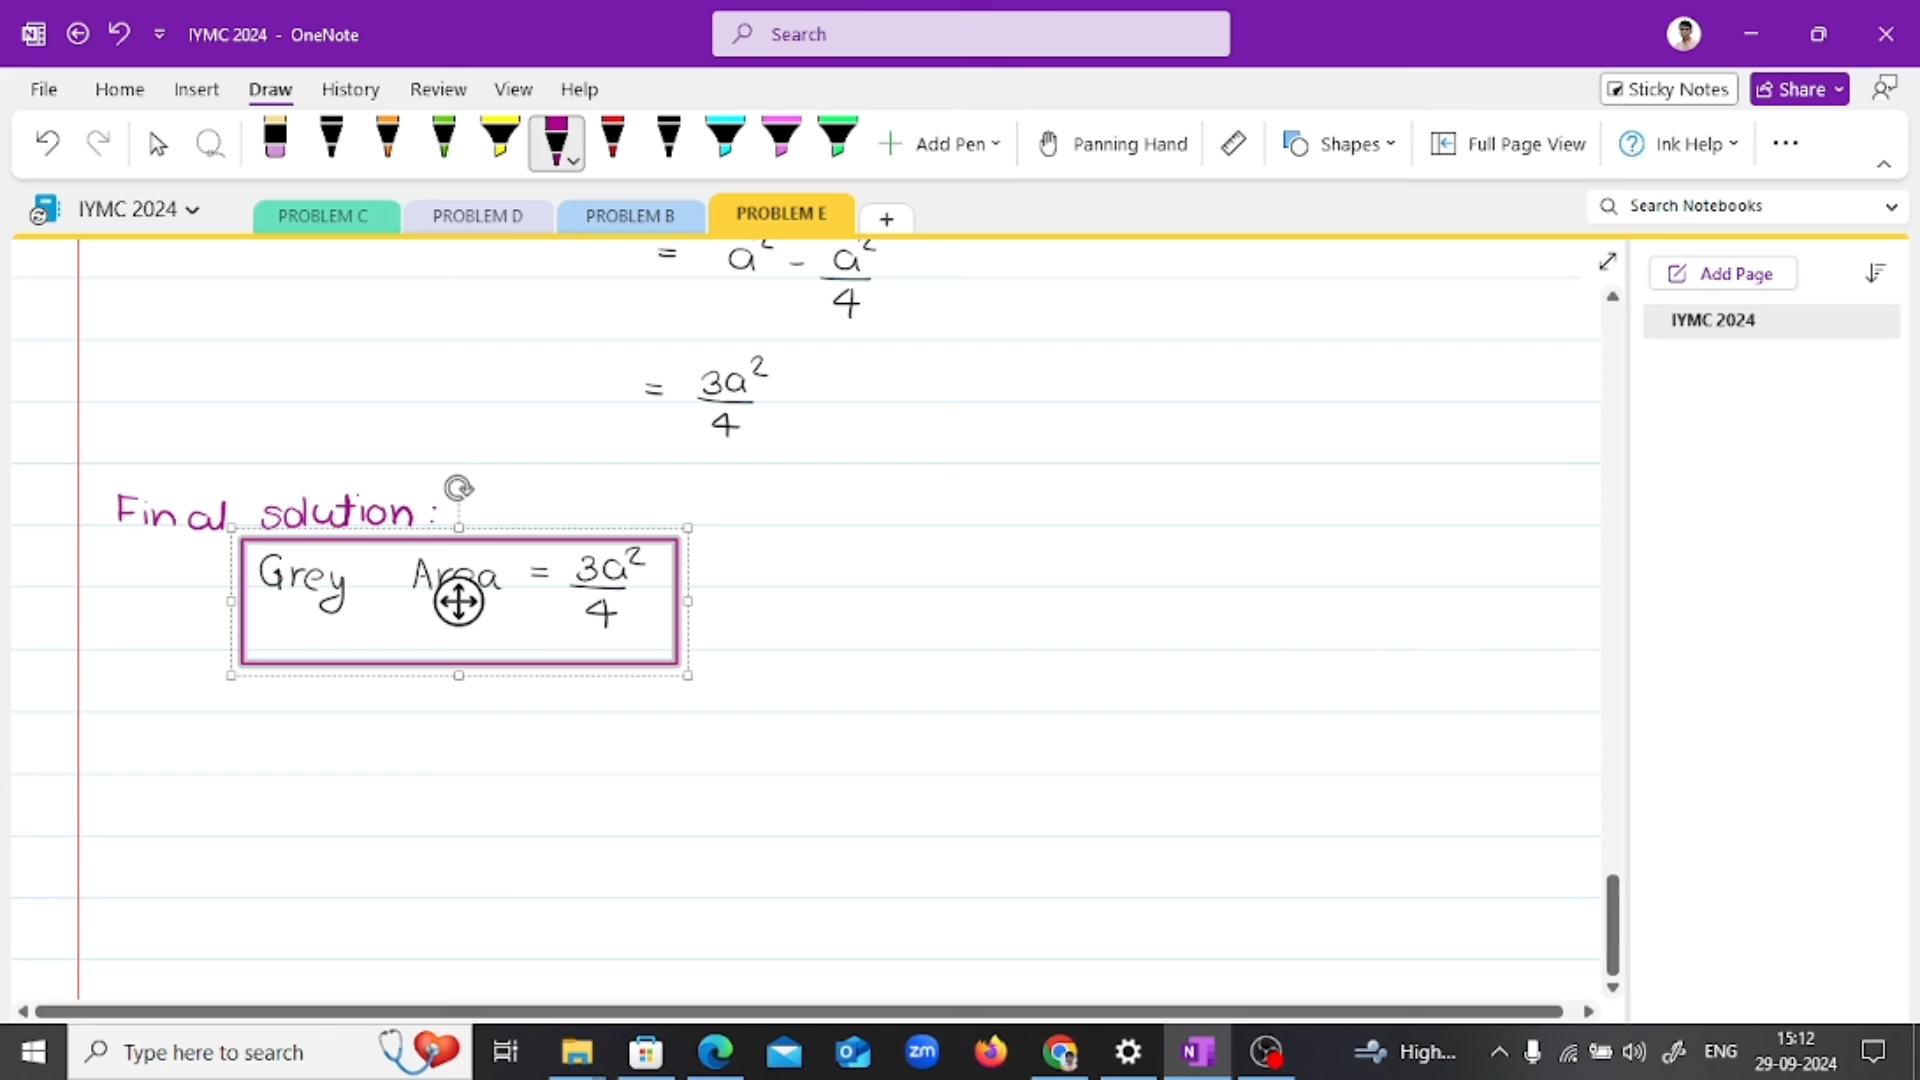 IYMC 2024 - OneNote
Search
File Home Insert Draw History Review View Help
Sticky Notes Share
Add Pen Panning Hand Shapes Full Page View Ink Help ...
IYMC 2024 PROBLEM C PROBLEM D PROBLEM B PROBLEM E +
Search Notebooks
Add Page
IYMC 2024
= a² - a²/4
= 3a²/4
Final solution:
Grey Area = 3a²/4
Type here to search
zm
N
High... ENG 15:12
29-09-2024